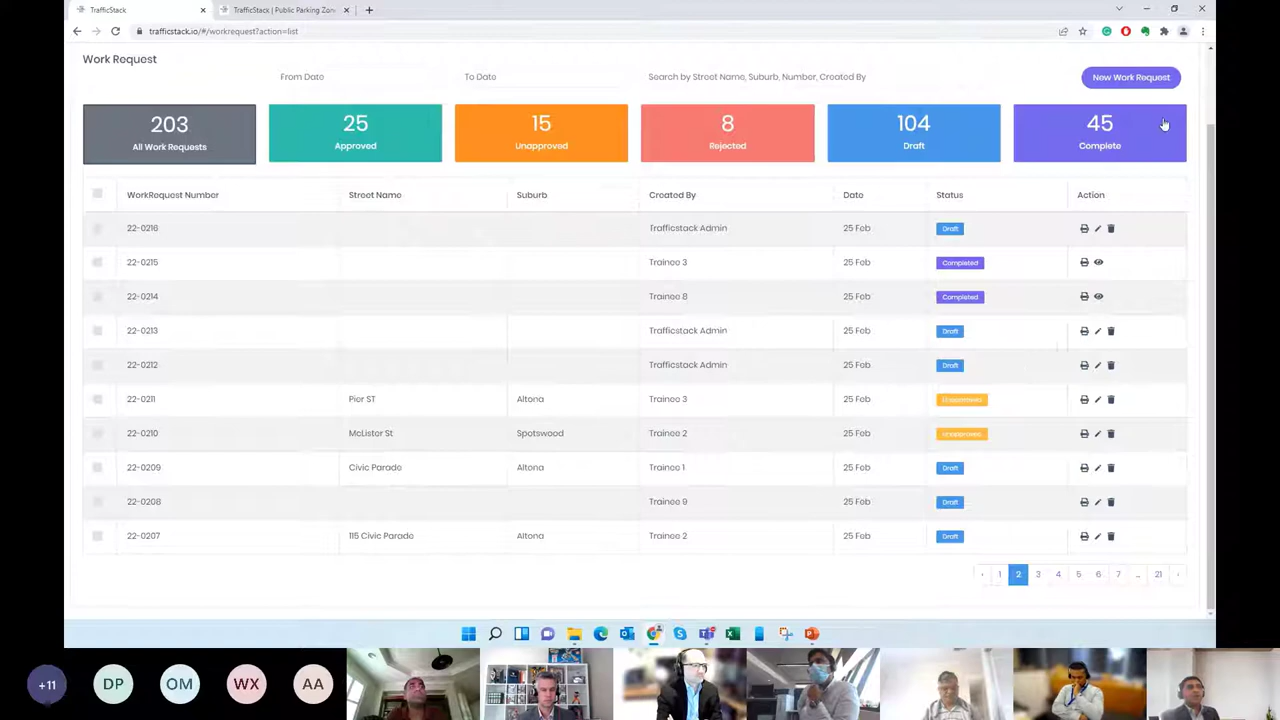 TrafficStack
TrafficStack | Public Parking Zon
trafficstack.io/#/workrequest?action=list
Work Request
From Date To Date Search by Street Name, Suburb, Number, Created By New Work Request
203 25 15 8 104 45
All Work Requests Approved Unapproved Rejected Draft Complete
WorkRequest Number Street Name Suburb Created By Date Status Action
22-0216 Trafficstack Admin 25 Feb Draft
22-0215 Trainee 3 25 Feb Completed
22-0214 Trainee 8 25 Feb Completed
22-0213 Trafficstack Admin 25 Feb Draft
22-0212 Trafficstack Admin 25 Feb Draft
22-0211 Pier ST Altona Trainee 3 25 Feb Unapproved
22-0210 McLister St Spotswood Trainee 2 25 Feb Unapproved
22-0209 Civic Parade Altona Trainee 1 25 Feb Draft
22-0208 Trainee 9 25 Feb Draft
22-0207 115 Civic Parade Altona Trainee 2 25 Feb Draft
‹ 1 2 3 4 5 6 7 ... 21 ›
+11 DP OM WX AA